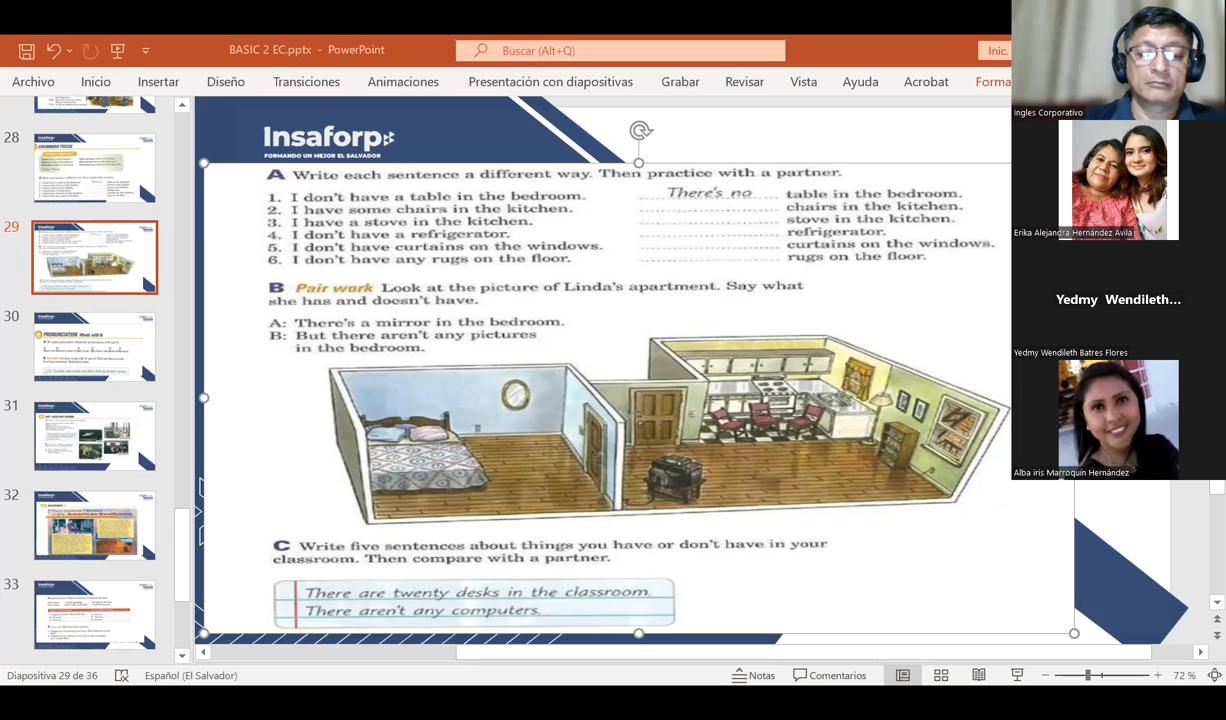 BASIC 2 EC.pptx - PowerPoint
Buscar (Alt+Q)
Inic.
Archivo Inicio Insertar Diseño Transiciones Animaciones Presentación con diapositivas Grabar Revisar Vista Ayuda Acrobat Forma
28
29
30
31
32
33
Insaforp
FORMANDO UN MEJOR EL SALVADOR
A Write each sentence a different way. Then practice with a partner.
1. I don't have a table in the bedroom. There's no table in the bedroom.
2. I have some chairs in the kitchen. chairs in the kitchen.
3. I have a stove in the kitchen. stove in the kitchen.
4. I don't have a refrigerator. refrigerator.
5. I don't have curtains on the windows. curtains on the windows.
6. I don't have any rugs on the floor. rugs on the floor.
B Pair work Look at the picture of Linda's apartment. Say what
she has and doesn't have.
A: There's a mirror in the bedroom.
B: But there aren't any pictures
in the bedroom.
C Write five sentences about things you have or don't have in your
classroom. Then compare with a partner.
There are twenty desks in the classroom.
There aren't any computers.
Ingles Corporativo
Erika Alejandra Hernández Avila
Yedmy Wendileth...
Yedmy Wendileth Batres Flores
Alba iris Marroquín Hernández
Diapositiva 29 de 36 Español (El Salvador) Notas Comentarios 72 %